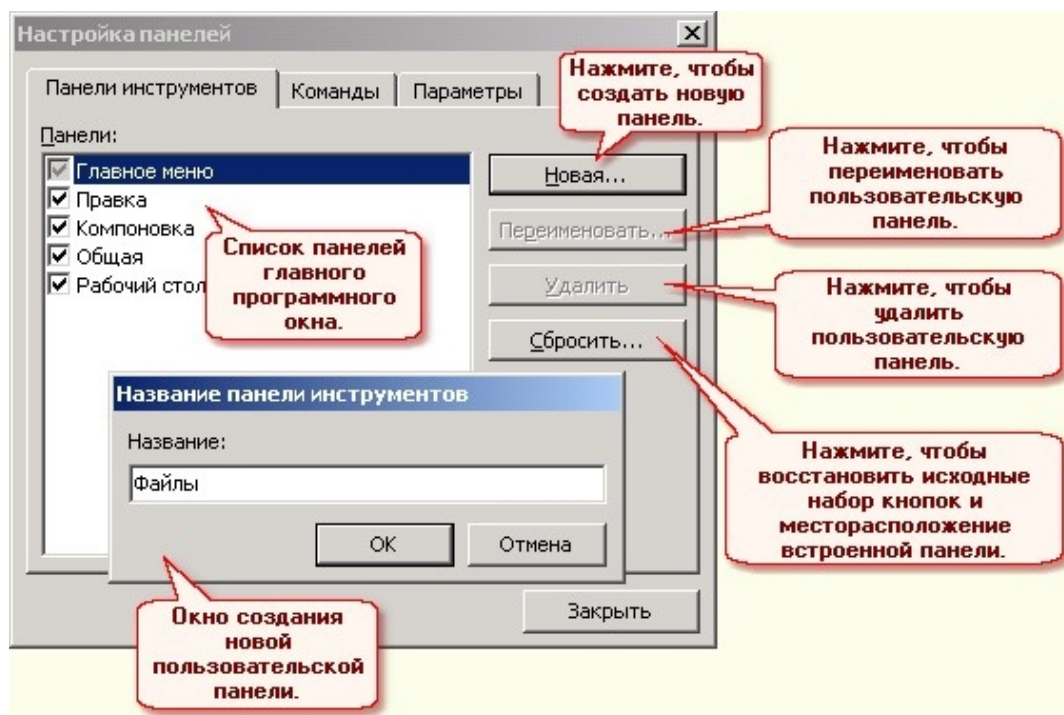 Настройка панелей
Нажмите, чтобы
создать новую
панель.
Панели инструментов
Команды
Параметры
Панели:
Главное меню
Правка
Компоновка
Общая
Рабочий стол
Список панелей
главного
программного
окна.
Новая...
Переименовать...
Удалить
Сбросить...
Нажмите, чтобы
переименовать
пользовательскую
панель.
Нажмите, чтобы
удалить
пользовательскую
панель.
Нажмите, чтобы
восстановить исходные
набор кнопок и
месторасположение
встроенной панели.
Название панели инструментов
Название:
Файлы
ОК
Отмена
Окно создания
новой
пользовательской
панели.
Закрыть